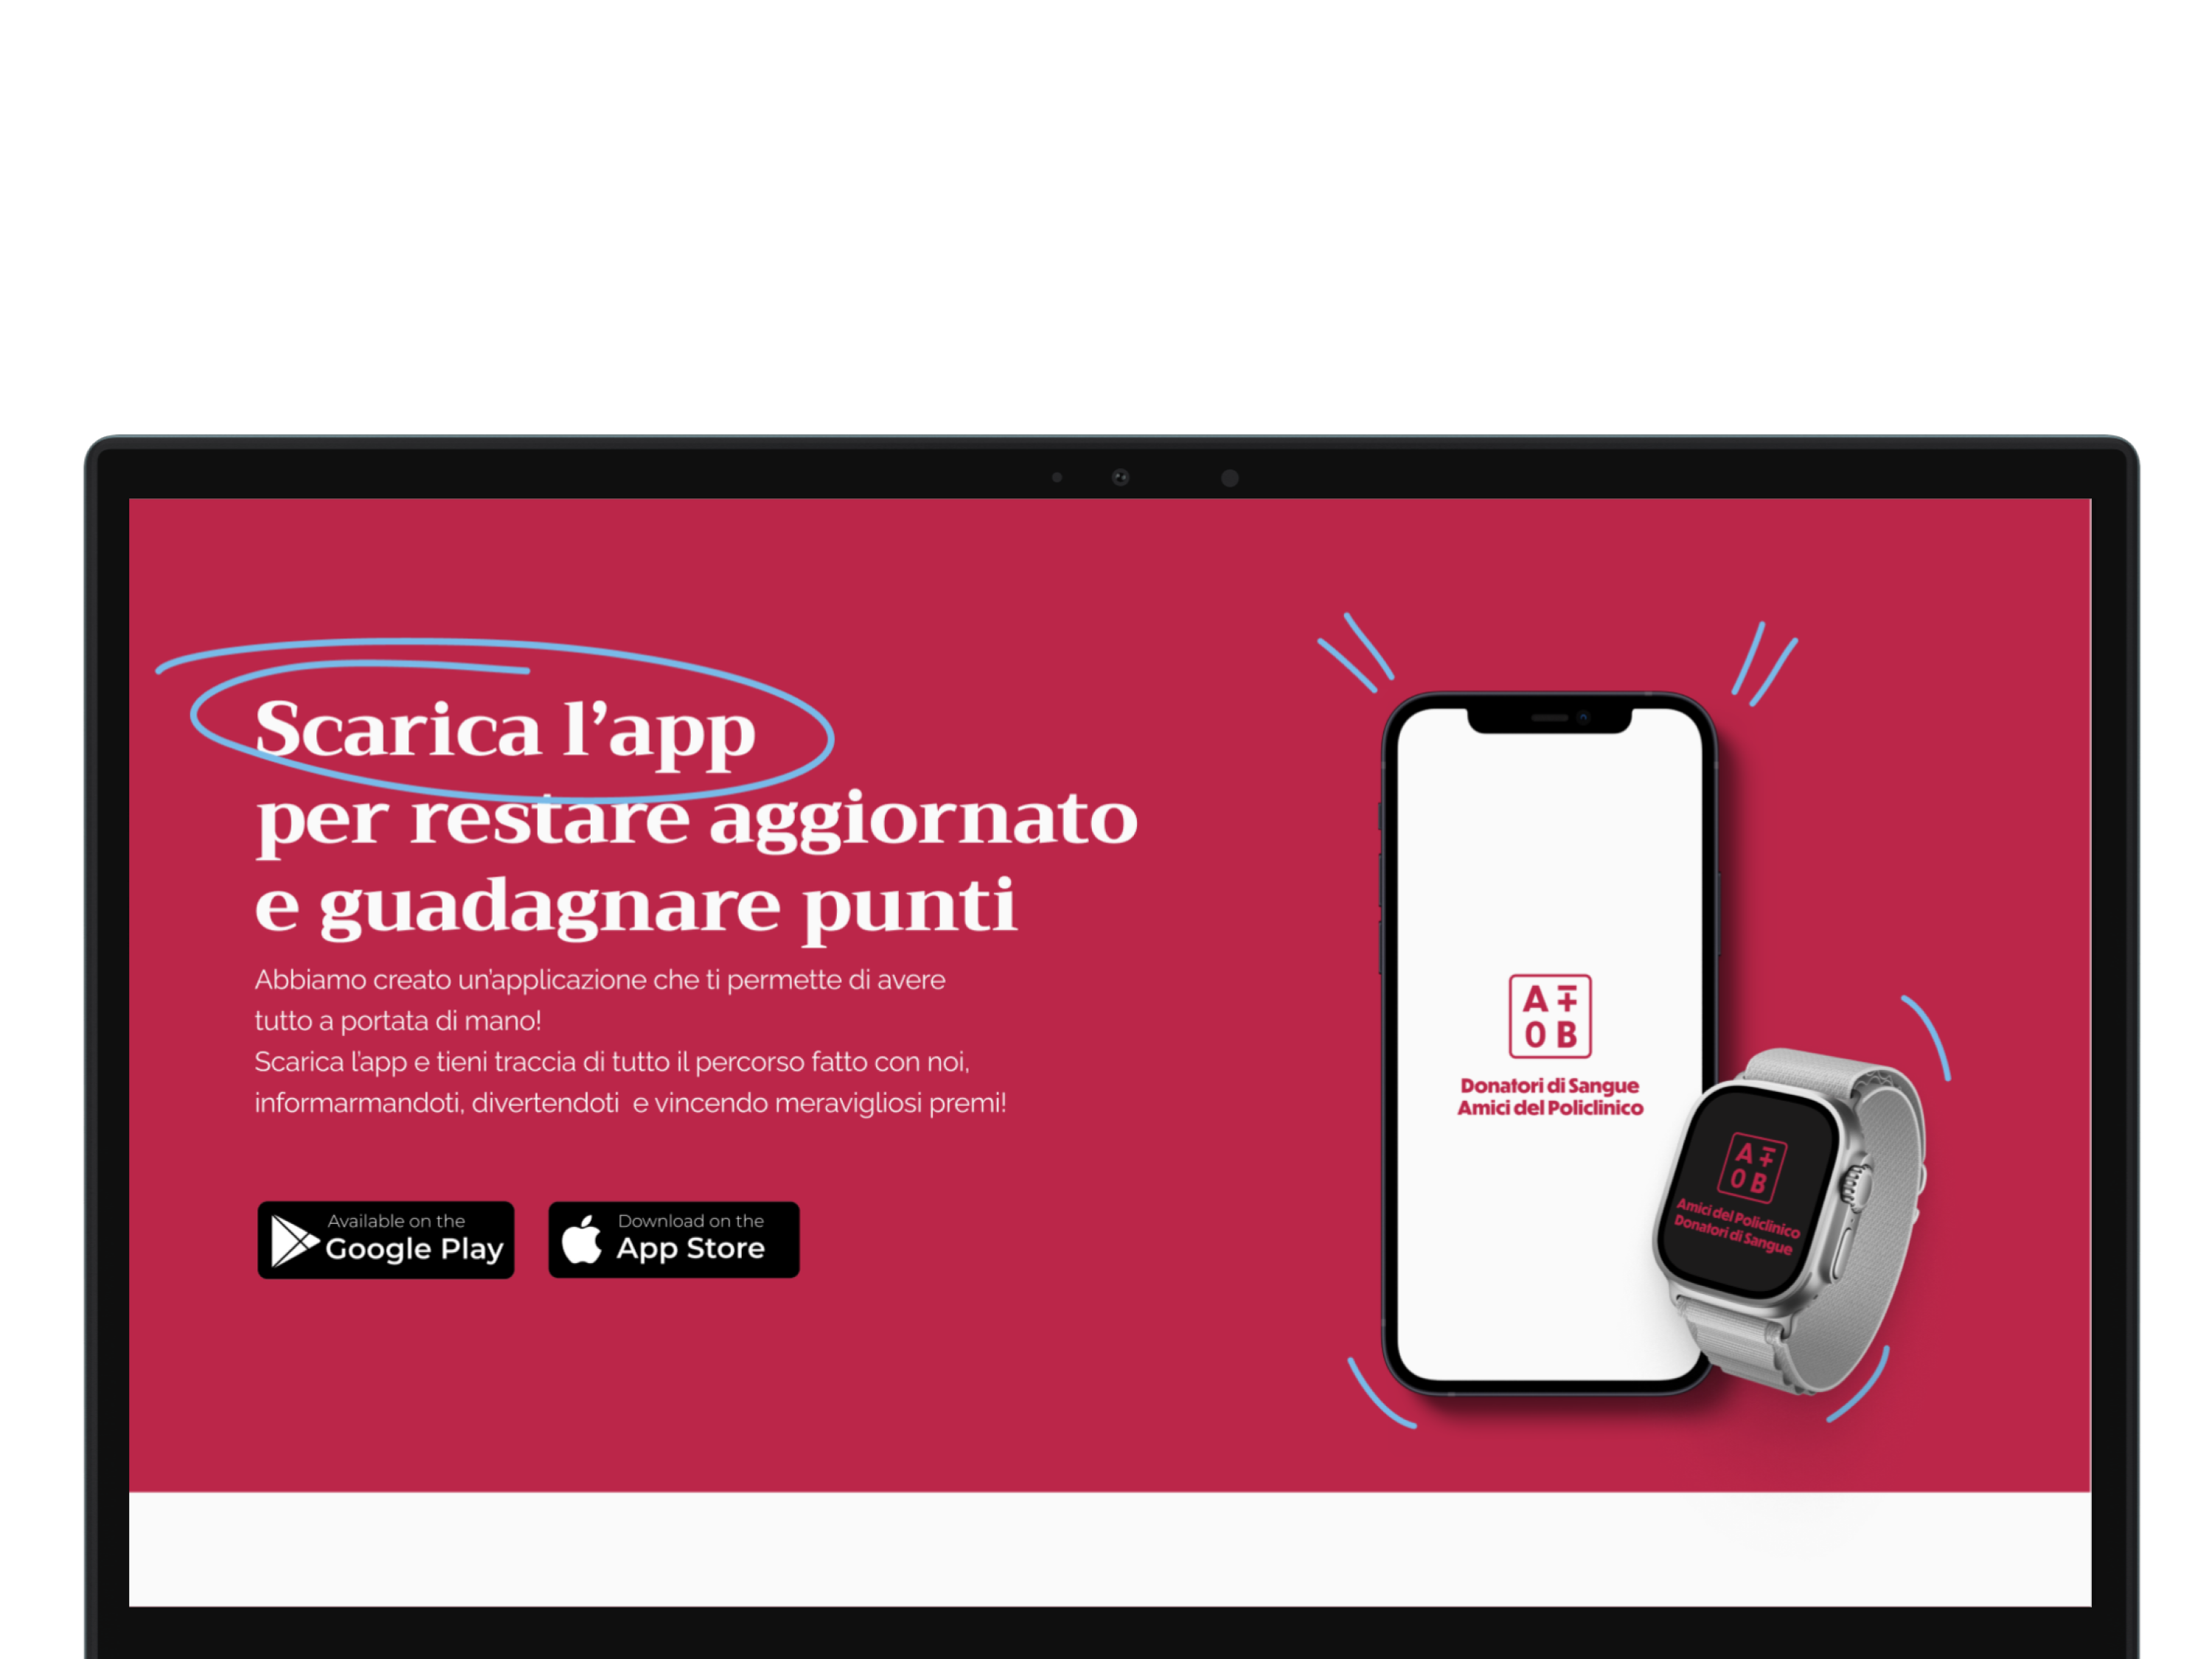 Scarica l’app
per restare aggiornato
e guadagnare punti
Abbiamo creato un'applicazione che ti permette di avere
tutto a portata di mano!
Scarica l'app e tieni traccia di tutto il percorso fatto con noi,
informarmandoti, divertendoti  e vincendo meravigliosi premi!
Available on the
Google Play
Download on the
App Store
A ∓
0 B
Donatori di Sangue
Amici del Policlinico
A ∓
0 B
Amici del Policlinico
Donatori di Sangue